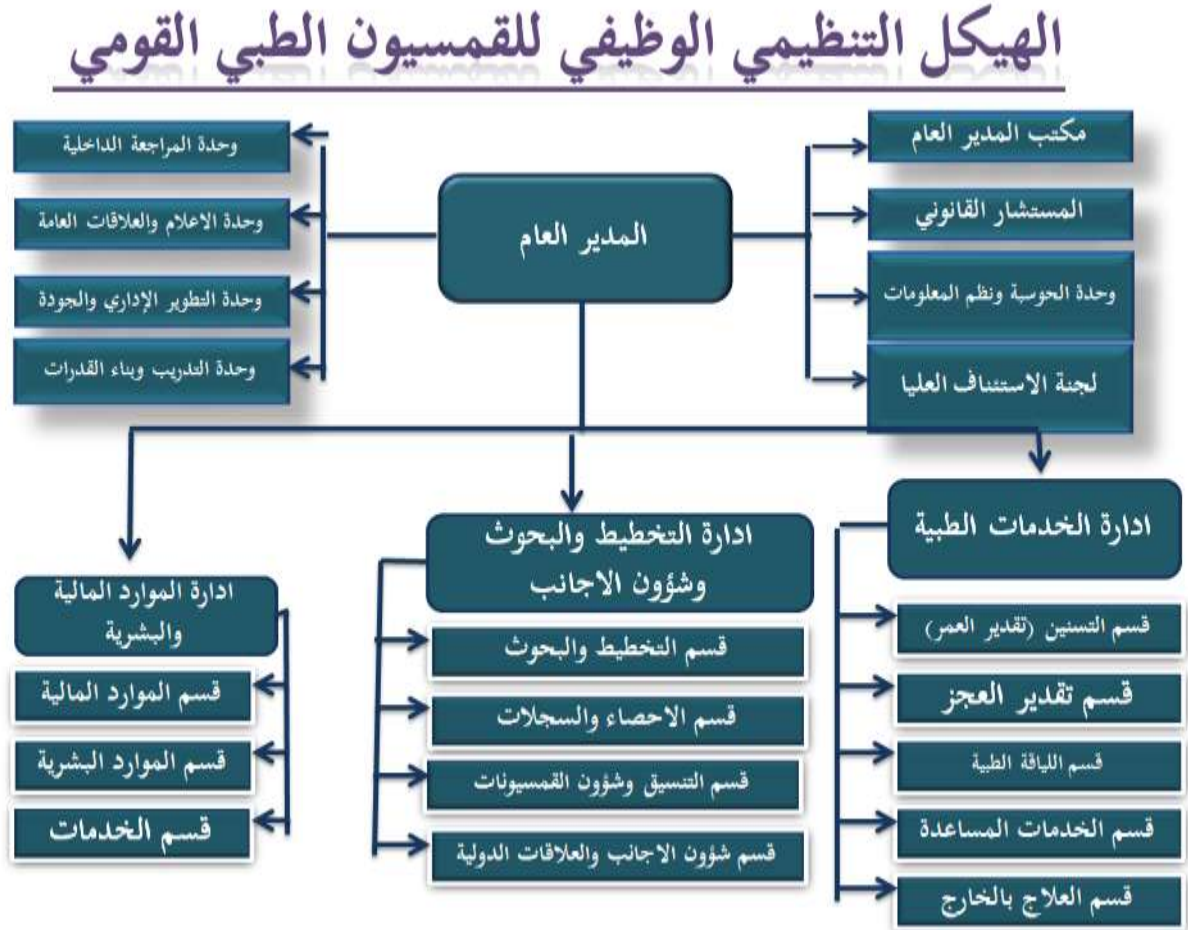 الهيكل التنظيمي الوظيفي للقمسيون الطبي القومي
مكتب المدير العام
المستشار القانوني
وحدة الحوسبة ونظم المعلومات
لجنة الاستئناف العليا
المدير العام
وحدة المراجعة الداخلية
وحدة الاعلام والعلاقات العامة
وحدة التطوير الإداري والجودة
وحدة التدريب وبناء القدرات
ادارة الخدمات الطبية
قسم التسنين (تقدير العمر)
قسم تقدير العجز
قسم اللياقة الطبية
قسم الخدمات المساعدة
قسم العلاج بالخارج
ادارة التخطيط والبحوث
وشؤون الاجانب
قسم التخطيط والبحوث
قسم الاحصاء والسجلات
قسم التنسيق وشؤون القمسيونات
قسم شؤون الاجانب والعلاقات الدولية
ادارة الموارد المالية
والبشرية
قسم الموارد المالية
قسم الموارد البشرية
قسم الخدمات